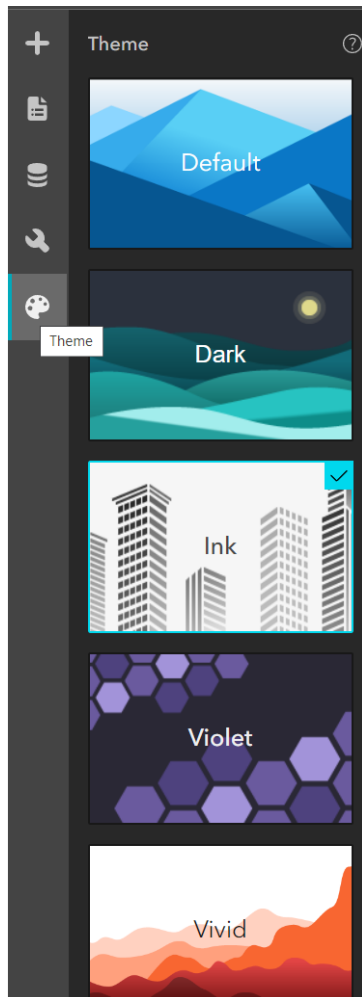 Theme
Default
Dark
Theme
Ink
Violet
Vivid